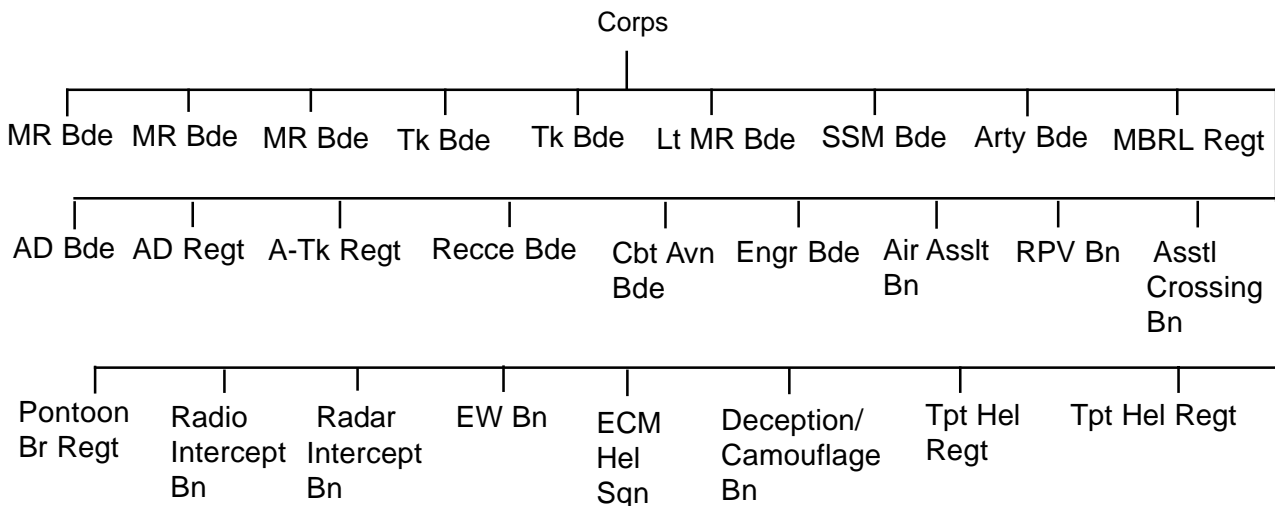 Corps
MR Bde MR Bde MR Bde Tk Bde Tk Bde Lt MR Bde SSM Bde Arty Bde MBRL Regt
AD Bde AD Regt A-Tk Regt Recce Bde Cbt Avn Bde Engr Bde Air Asslt Bn RPV Bn Asstl Crossing Bn
Pontoon Br Regt Radio Intercept Bn Radar Intercept Bn EW Bn ECM Hel Sqn Deception/ Camouflage Bn Tpt Hel Regt Tpt Hel Regt